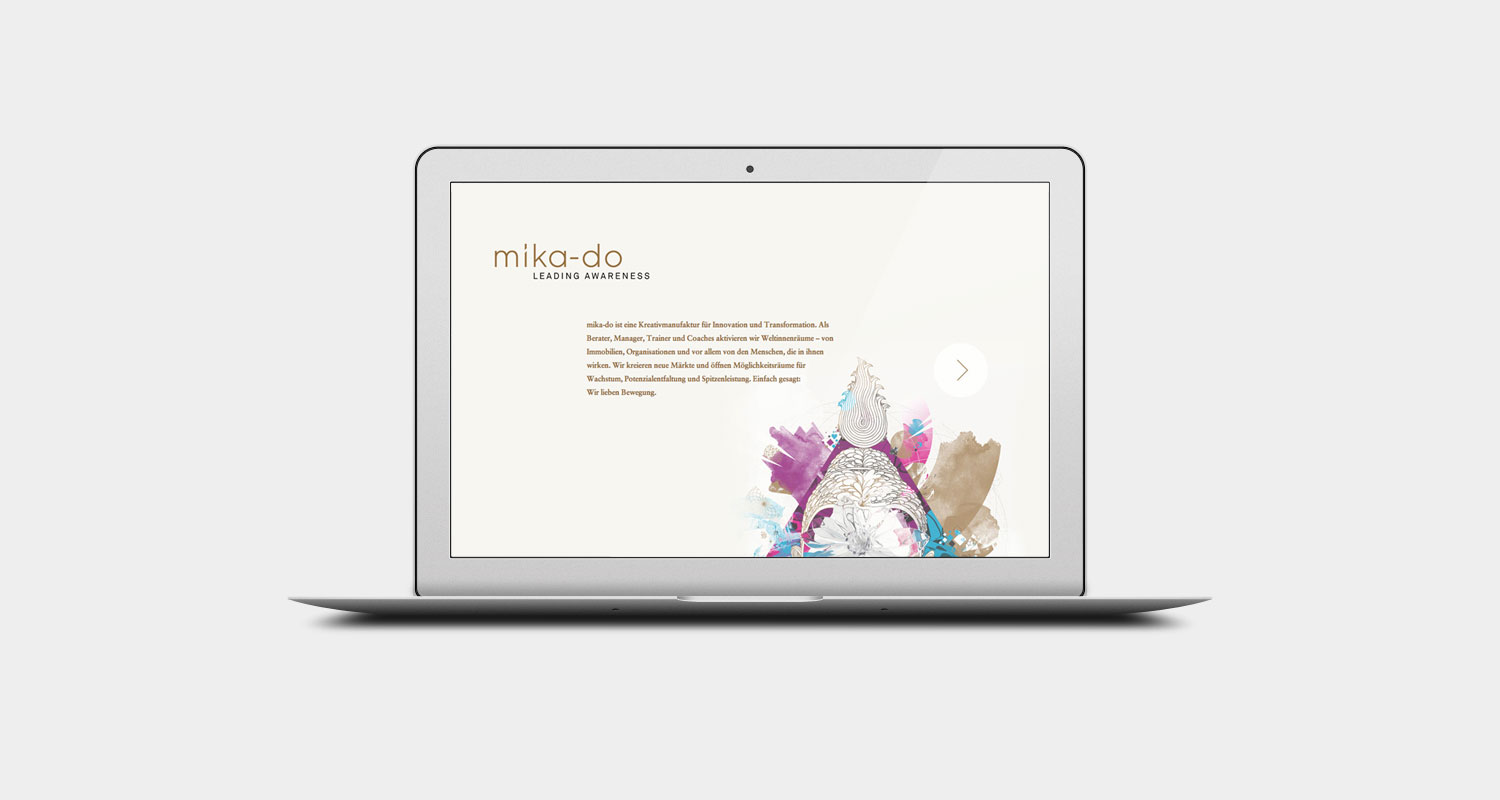 mika-do
LEADING AWARENESS
mika-do ist eine Kreativmanufaktur für Innovation und Transformation. Als
Berater, Manager, Trainer und Coaches aktivieren wir Weltinnenräume – von
Immobilien, Organisationen und vor allem von den Menschen, die in ihnen
wirken. Wir kreieren neue Märkte und öffnen Möglichkeitsräume für
Wachstum, Potenzialentfaltung und Spitzenleistung. Einfach gesagt:
Wir lieben Bewegung.